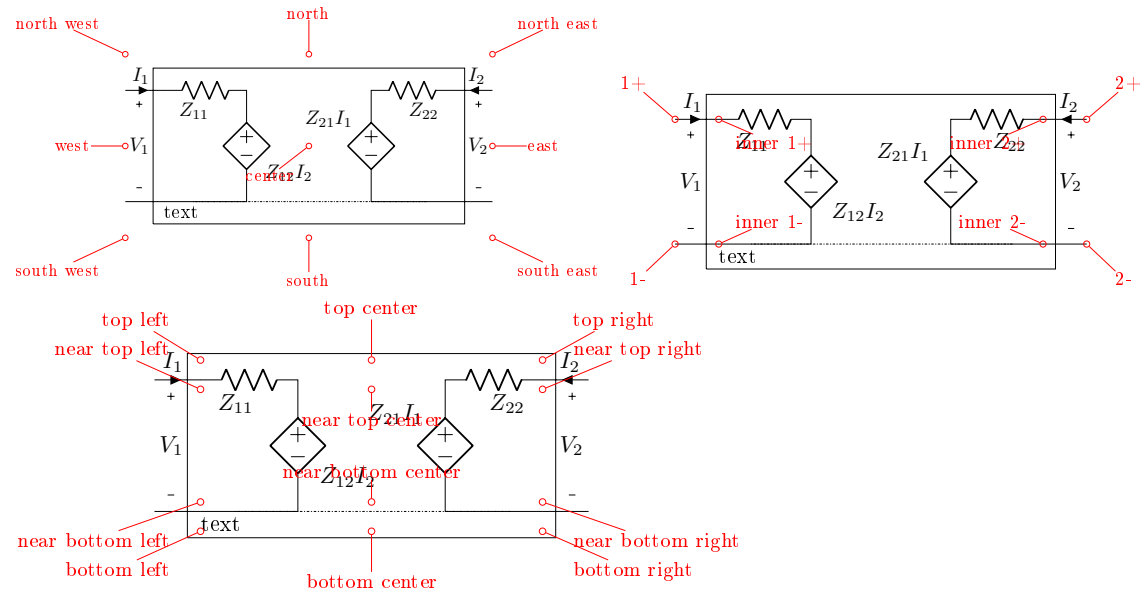 north west
north
north east
I1
I2
+
+
Z11
Z22
Z21I1
west
V1
V2
east
center
Z12I2
-
-
text
south west
south
south east
1+
2+
I1
I2
+
+
inner 1+
Z11
inner 2+
Z22
Z21I1
V1
V2
Z12I2
-
-
inner 1-
inner 2-
text
1-
2-
top left
top center
top right
near top left
near top right
I1
I2
+
+
Z11
Z22
Z21I1
near top center
V1
V2
near bottom center
Z12I2
-
-
text
near bottom left
near bottom right
bottom left
bottom center
bottom right